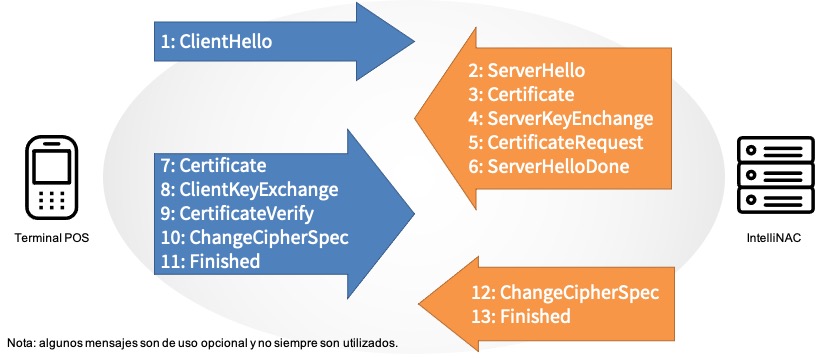 1: ClientHello
2: ServerHello
3: Certificate
4: ServerKeyEnchange
5: CertificateRequest
6: ServerHelloDone
Terminal POS
7: Certificate
8: ClientKeyExchange
9: CertificateVerify
10: ChangeCipherSpec
11: Finished
IntelliNAC
12: ChangeCipherSpec
13: Finished
Nota: algunos mensajes son de uso opcional y no siempre son utilizados.